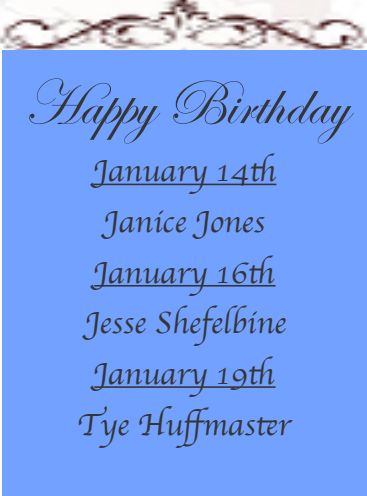 Happy Birthday
January 14th
Janice Jones
January 16th
Jesse Shefelbine
January 19th
Tye Huffmaster